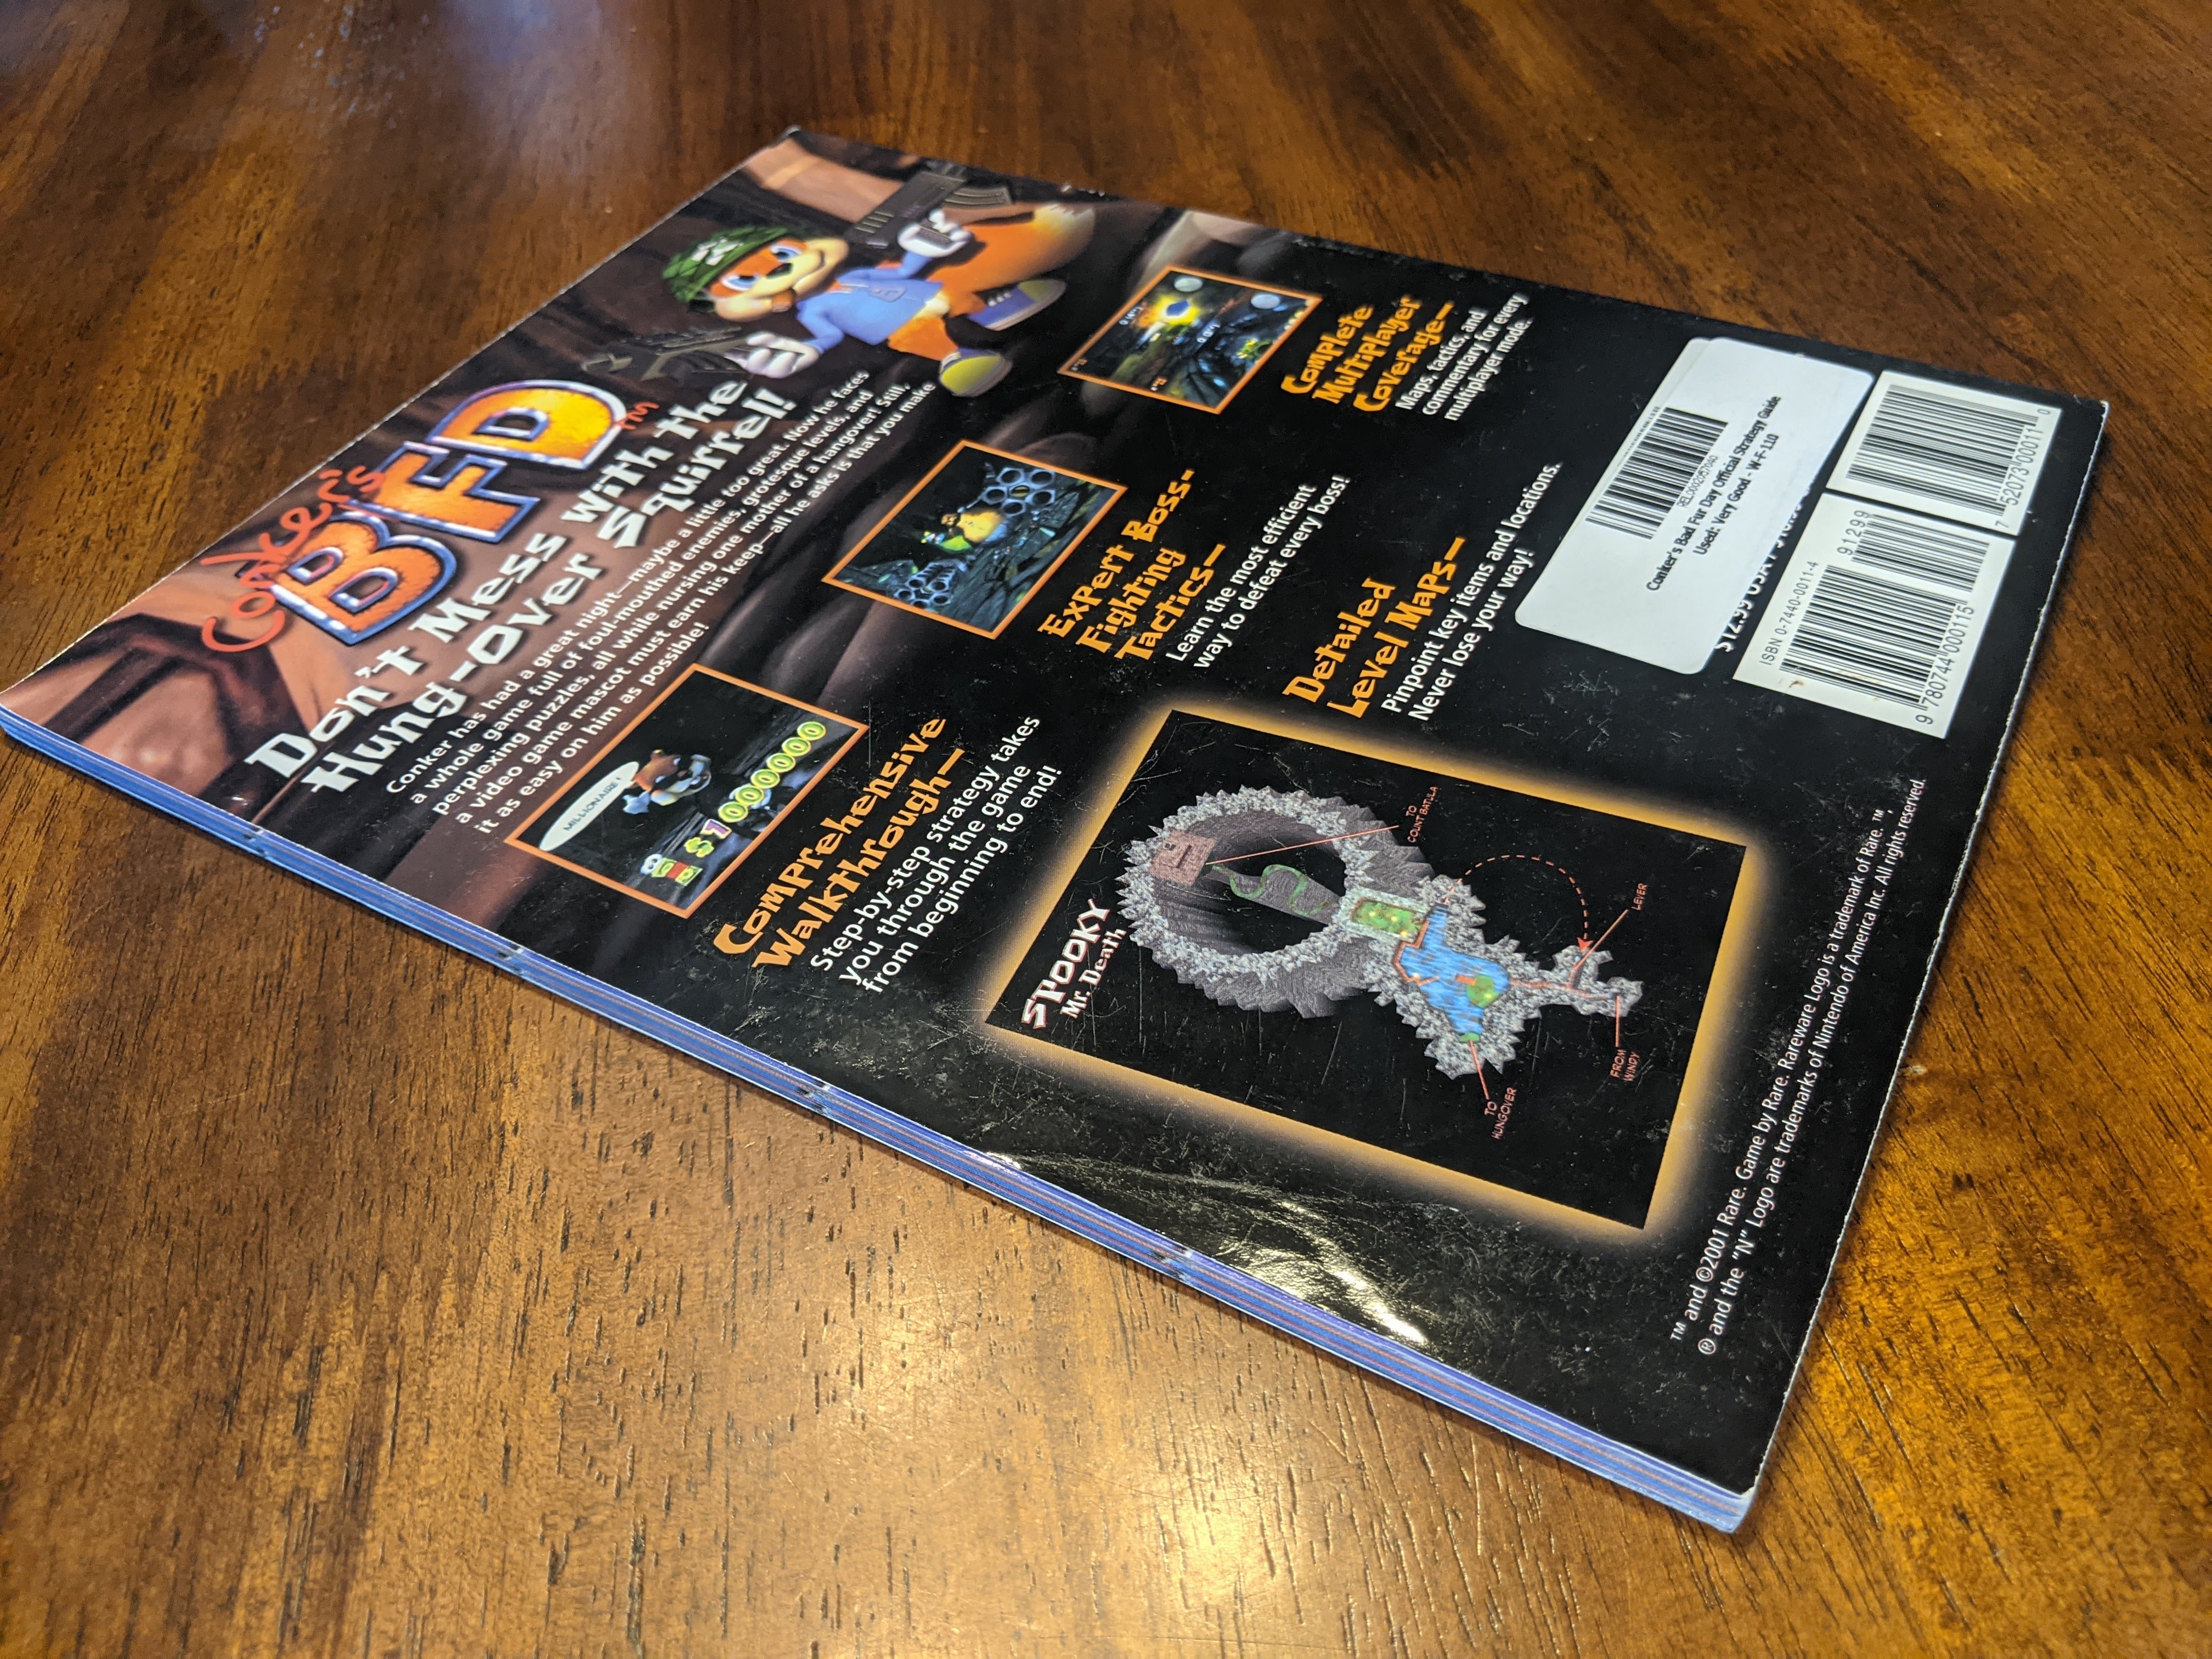 Conker's
BFD™
Don't Mess with the
Hung-Over Squirrel!
Conker has had a great night—maybe a little too great. Now he faces
a whole game full of foul-mouthed enemies, grotesque levels, and
perplexing puzzles, all while nursing one mother of a hangover! Still,
a video game mascot must earn his keep—all he asks is that you make
it as easy on him as possible!
MILLIONAIRE!
$1000000
Comprehensive
Walkthrough—
Step-by-step strategy takes
you through the game
from beginning to end!
Expert Boss-
Fighting
Tactics—
Learn the most efficient
way to defeat every boss!
Complete
Multiplayer
Coverage—
Maps, tactics, and
commentary for every
multiplayer mode.
SPOOKY
Mr. Death
TO
COUNT BATULA
LEVER
FROM
WINDY
TO
HUNGOVER
Detailed
Level Maps—
Pinpoint key items and locations.
Never lose your way!
Conker's Bad Fur Day Official Strategy Guide
Used: Very Good - W-F-110
$12.99 USA
7 52073 00011 0
ISBN 0-7440-0011-4
91299
9 780744 000115
™ and ©2001 Rare. Game by Rare. Rareware Logo is a trademark of Rare. ™
® and the "N" Logo are trademarks of Nintendo of America Inc. All rights reserved.